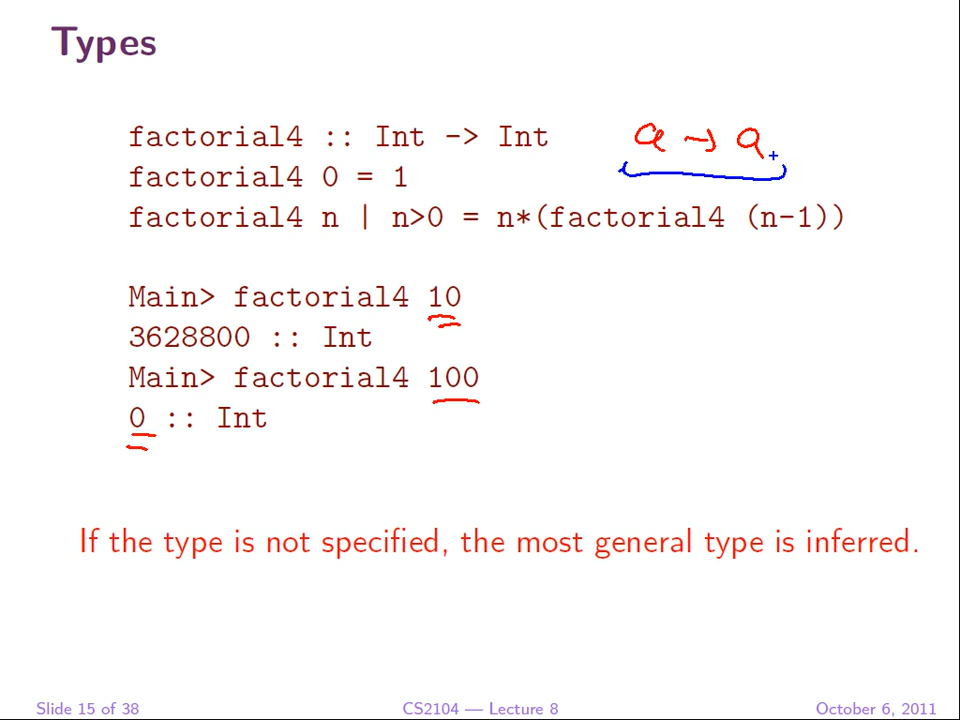 Types
factorial4 :: Int -> Int a → a
factorial4 0 = 1
factorial4 n | n>0 = n*(factorial4 (n-1))
Main> factorial4 10
3628800 :: Int
Main> factorial4 100
0 :: Int
If the type is not specified, the most general type is inferred.
Slide 15 of 38 CS2104 — Lecture 8 October 6, 2011